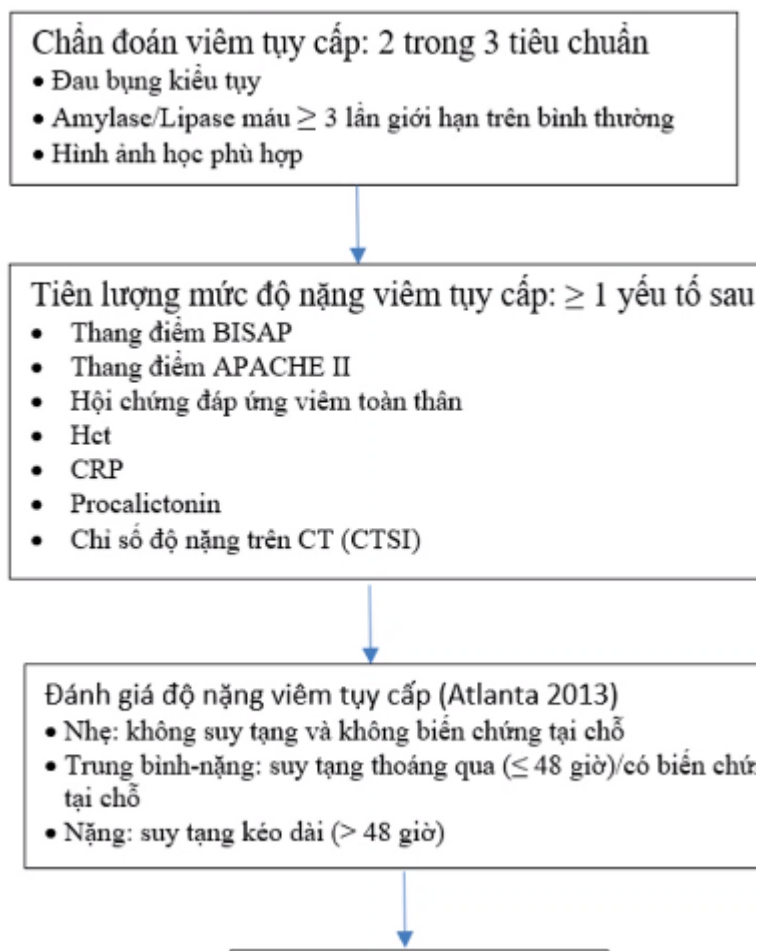 Chẩn đoán viêm tụy cấp: 2 trong 3 tiêu chuẩn
• Đau bụng kiểu tụy
• Amylase/Lipase máu ≥ 3 lần giới hạn trên bình thường
• Hình ảnh học phù hợp
Tiên lượng mức độ nặng viêm tụy cấp: ≥ 1 yếu tố sau
• Thang điểm BISAP
• Thang điểm APACHE II
• Hội chứng đáp ứng viêm toàn thân
• Hct
• CRP
• Procalictonin
• Chỉ số độ nặng trên CT (CTSI)
Đánh giá độ nặng viêm tụy cấp (Atlanta 2013)
• Nhẹ: không suy tạng và không biến chứng tại chỗ
• Trung bình-nặng: suy tạng thoáng qua (≤ 48 giờ)/có biến
tại chỗ
• Nặng: suy tạng kéo dài (> 48 giờ)